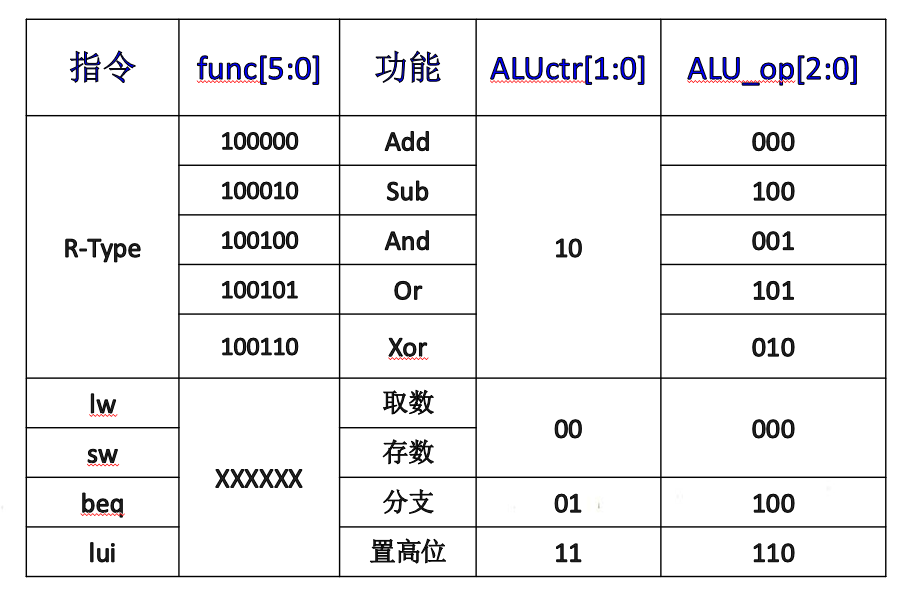 指令 func[5:0] 功能 ALUctr[1:0] ALU_op[2:0]
R-Type 100000 Add 10 000
100010 Sub 100
100100 And 001
100101 Or 101
100110 Xor 010
lw XXXXXX 取数 00 000
sw 存数
beq 分支 01 100
lui 置高位 11 110